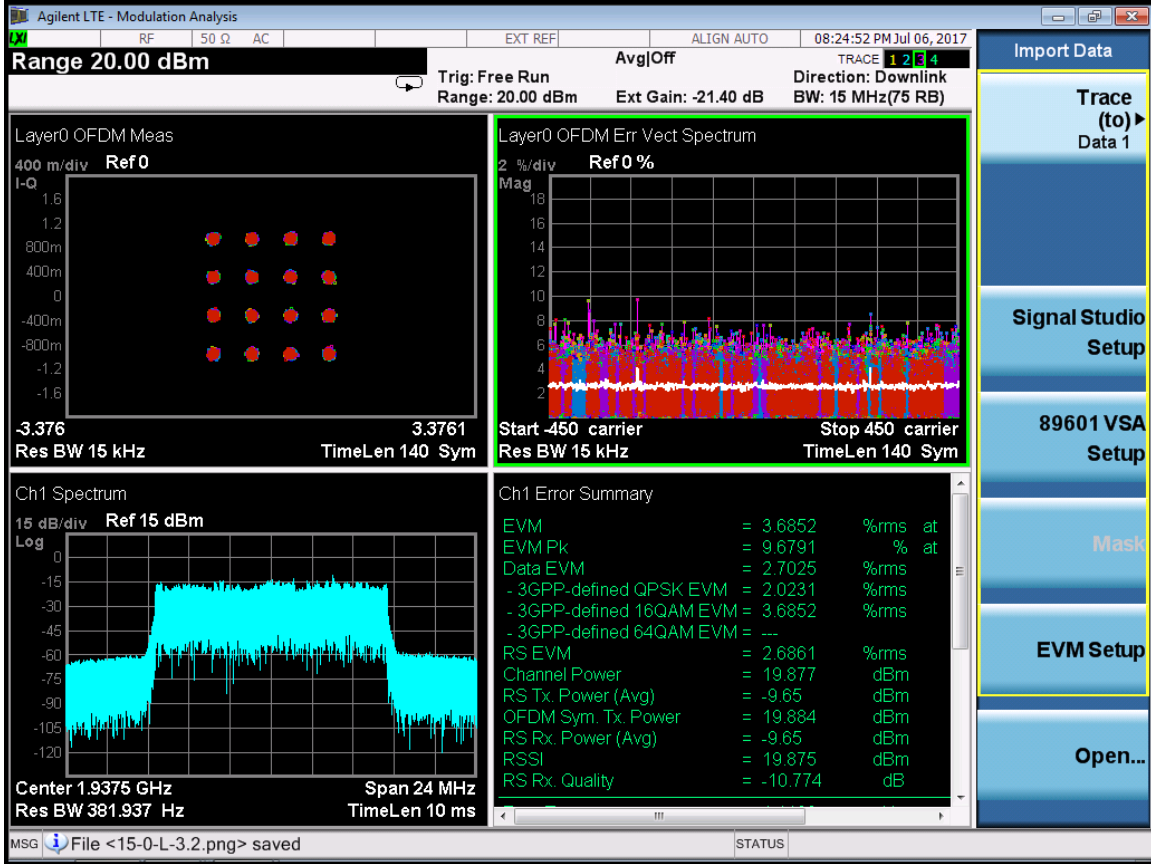 Agilent LTE - Modulation Analysis
LXI RF 50 Ω AC EXT REF ALIGN AUTO 08:24:52 PM Jul 06, 2017
Range 20.00 dBm
Avg|Off
TRACE 1 2 3 4
Trig: Free Run
Direction: Downlink
Range: 20.00 dBm Ext Gain: -21.40 dB BW: 15 MHz(75 RB)
Layer0 OFDM Meas
400 m/div Ref 0
I-Q
1.6
1.2
800m
400m
0
-400m
-800m
-1.2
-1.6
-3.376 3.3761
Res BW 15 kHz TimeLen 140 Sym
Layer0 OFDM Err Vect Spectrum
2 %/div Ref 0 %
Mag
18
16
14
12
10
8
6
4
2
Start -450 carrier Stop 450 carrier
Res BW 15 kHz TimeLen 140 Sym
Ch1 Spectrum
15 dB/div Ref 15 dBm
Log
0
-15
-30
-45
-60
-75
-90
-105
-120
Center 1.9375 GHz Span 24 MHz
Res BW 381.937 Hz TimeLen 10 ms
Ch1 Error Summary
EVM = 3.6852 %rms at
EVM Pk = 9.6791 % at
Data EVM = 2.7025 %rms
- 3GPP-defined QPSK EVM = 2.0231 %rms
- 3GPP-defined 16QAM EVM = 3.6852 %rms
- 3GPP-defined 64QAM EVM = ---
RS EVM = 2.6861 %rms
Channel Power = 19.877 dBm
RS Tx. Power (Avg) = -9.65 dBm
OFDM Sym. Tx. Power = 19.884 dBm
RS Rx. Power (Avg) = -9.65 dBm
RSSI = 19.875 dBm
RS Rx. Quality = -10.774 dB
Import Data
Trace
(to)
Data 1
Signal Studio
Setup
89601 VSA
Setup
Mask
EVM Setup
Open...
MSG File <15-0-L-3.2.png> saved STATUS